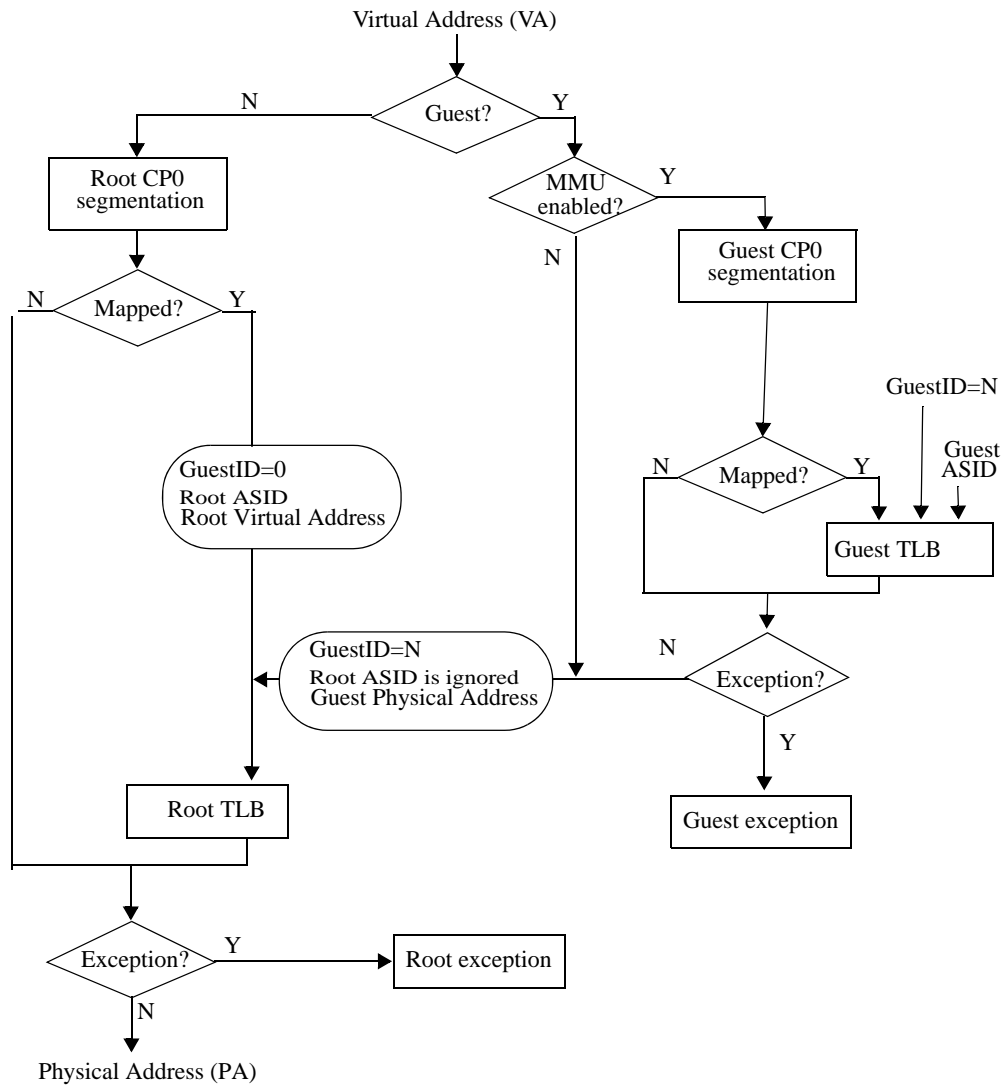 Virtual Address (VA)
N
Guest?
Y
Root CP0
segmentation
MMU
enabled?
Y
N
Guest CP0
segmentation
N
Mapped?
Y
GuestID=N
Guest
ASID
GuestID=0
Root ASID
Root Virtual Address
N
Mapped?
Y
Guest TLB
GuestID=N
Root ASID is ignored
Guest Physical Address
N
Exception?
Y
Root TLB
Guest exception
Exception?
Y
Root exception
N
Physical Address (PA)